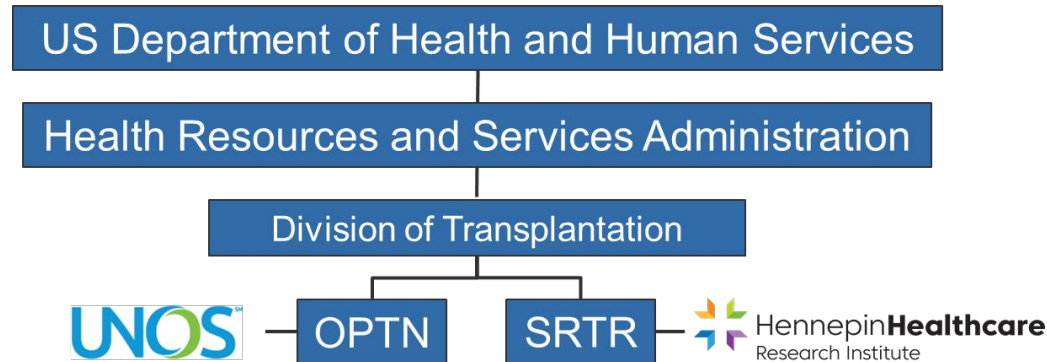 US Department of Health and Human Services
Health Resources and Services Administration
Division of Transplantation
UNOS℠ OPTN SRTR HennepinHealthcare
Research Institute